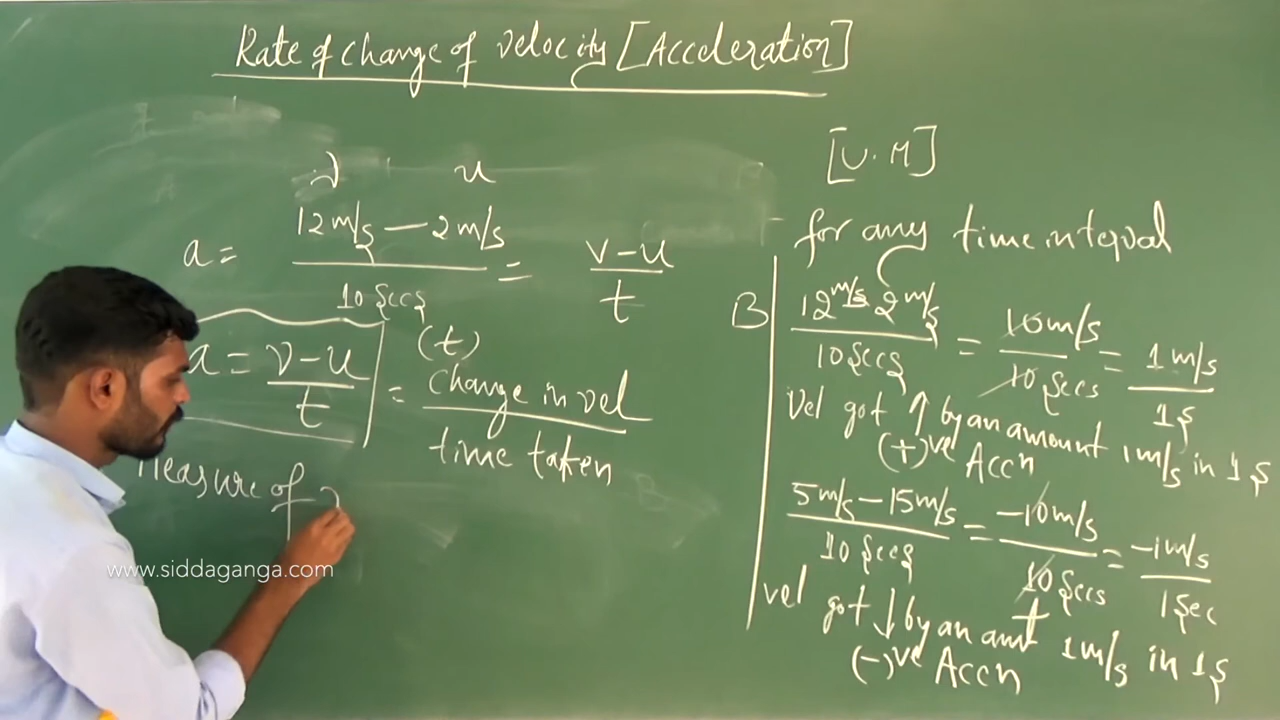 Rate of change of velocity [Acceleration]
v u
a = 12 m/s — 2 m/s / 10 Secs = v – u / t
(t)
a = v – u / t = change in vel / time taken
Measure of
www.siddaganga.com
[U.M]
for any time interval
B
12 m/s 2 m/s / 10 Secs = 10 m/s / 10 Secs = 1 m/s / 1 S
Vel got ↑ by an amount 1 m/s in 1 S
(+)ve Accn
5 m/s – 15 m/s / 10 Secs = –10 m/s / 10 Secs = –1 m/s / 1 Sec
vel got ↓ by an amt 1 m/s in 1 S
(–)ve Accn